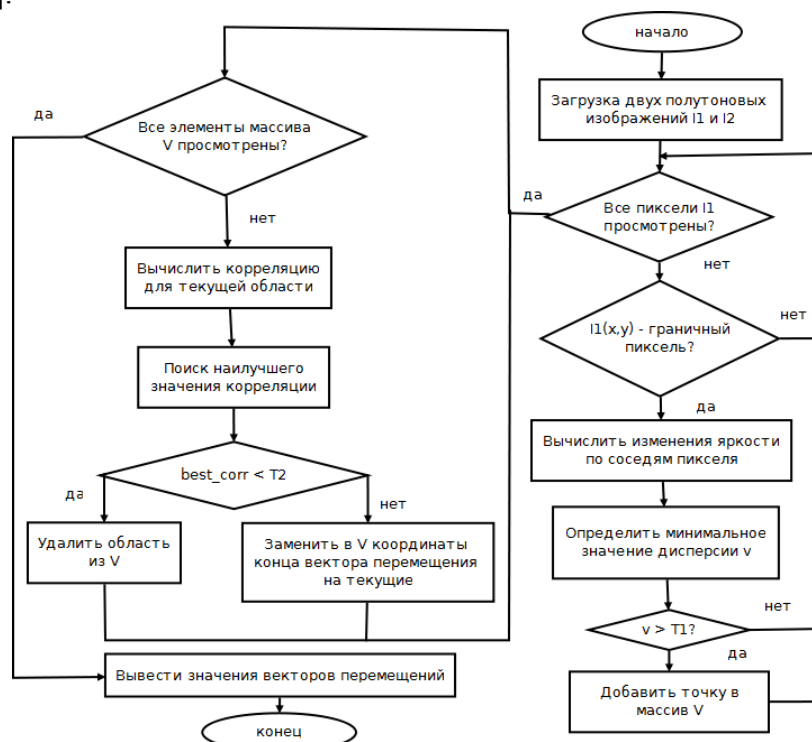 начало
Загрузка двух полутоновых
изображений I1 и I2
Все пиксели I1
просмотрены?
да
нет
I1(x,y) - граничный
пиксель?
нет
да
Вычислить изменения яркости
по соседям пикселя
Определить минимальное
значение дисперсии v
v > T1?
нет
да
Добавить точку в
массив V
Все элементы массива
V просмотрены?
да
нет
Вычислить корреляцию
для текущей области
Поиск наилучшего
значения корреляции
best_corr < T2
да
нет
Удалить область
из V
Заменить в V координаты
конца вектора перемещения
на текущие
Вывести значения векторов перемещений
конец